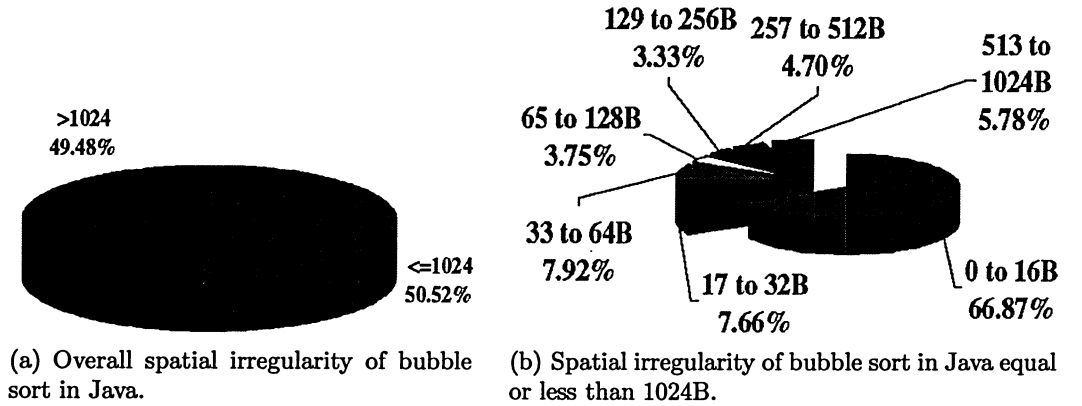 >1024
49.48%
<=1024
50.52%
(a) Overall spatial irregularity of bubble
sort in Java.
129 to 256B
3.33%
257 to 512B
4.70%
513 to
1024B
5.78%
65 to 128B
3.75%
33 to 64B
7.92%
17 to 32B
7.66%
0 to 16B
66.87%
(b) Spatial irregularity of bubble sort in Java equal
or less than 1024B.